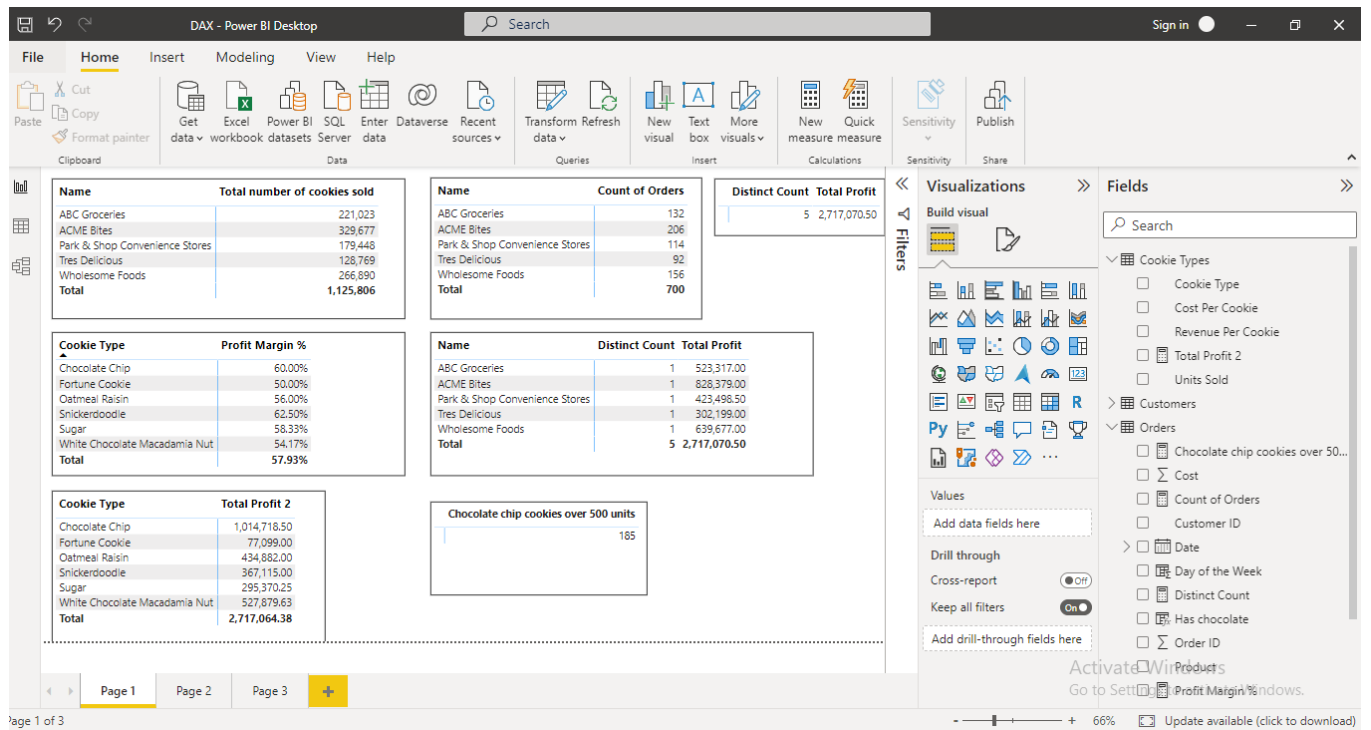 DAX - Power BI Desktop
Search
Sign in
File Home Insert Modeling View Help
Paste
Cut
Copy
Format painter
Clipboard
Get data
Excel workbook
Power BI datasets
SQL Server
Enter data
Dataverse
Recent sources
Data
Transform data
Refresh
Queries
New visual
Text box
More visuals
Insert
New measure
Quick measure
Calculations
Sensitivity
Sensitivity
Publish
Share
Name Total number of cookies sold
ABC Groceries 221,023
ACME Bites 329,677
Park & Shop Convenience Stores 179,448
Tres Delicious 128,769
Wholesome Foods 266,890
Total 1,125,806
Name Count of Orders
ABC Groceries 132
ACME Bites 206
Park & Shop Convenience Stores 114
Tres Delicious 92
Wholesome Foods 156
Total 700
Distinct Count Total Profit
5 2,717,070.50
Cookie Type Profit Margin %
Chocolate Chip 60.00%
Fortune Cookie 50.00%
Oatmeal Raisin 56.00%
Snickerdoodle 62.50%
Sugar 58.33%
White Chocolate Macadamia Nut 54.17%
Total 57.93%
Name Distinct Count Total Profit
ABC Groceries 1 523,317.00
ACME Bites 1 828,379.00
Park & Shop Convenience Stores 1 423,498.50
Tres Delicious 1 302,199.00
Wholesome Foods 1 639,677.00
Total 5 2,717,070.50
Cookie Type Total Profit 2
Chocolate Chip 1,014,718.50
Fortune Cookie 77,099.00
Oatmeal Raisin 434,882.00
Snickerdoodle 367,115.00
Sugar 295,370.25
White Chocolate Macadamia Nut 527,879.63
Total 2,717,064.38
Chocolate chip cookies over 500 units
185
Filters
Visualizations
Build visual
123
R
Py
Values
Add data fields here
Drill through
Cross-report Off
Keep all filters On
Add drill-through fields here
Fields
Search
Cookie Types
Cookie Type
Cost Per Cookie
Revenue Per Cookie
Total Profit 2
Units Sold
Customers
Orders
Chocolate chip cookies over 50...
Cost
Count of Orders
Customer ID
Date
Day of the Week
Distinct Count
Has chocolate
Order ID
Product
Profit Margin %
Activate Windows
Go to Settings to activate Windows.
Page 1 Page 2 Page 3
Page 1 of 3
66%
Update available (click to download)